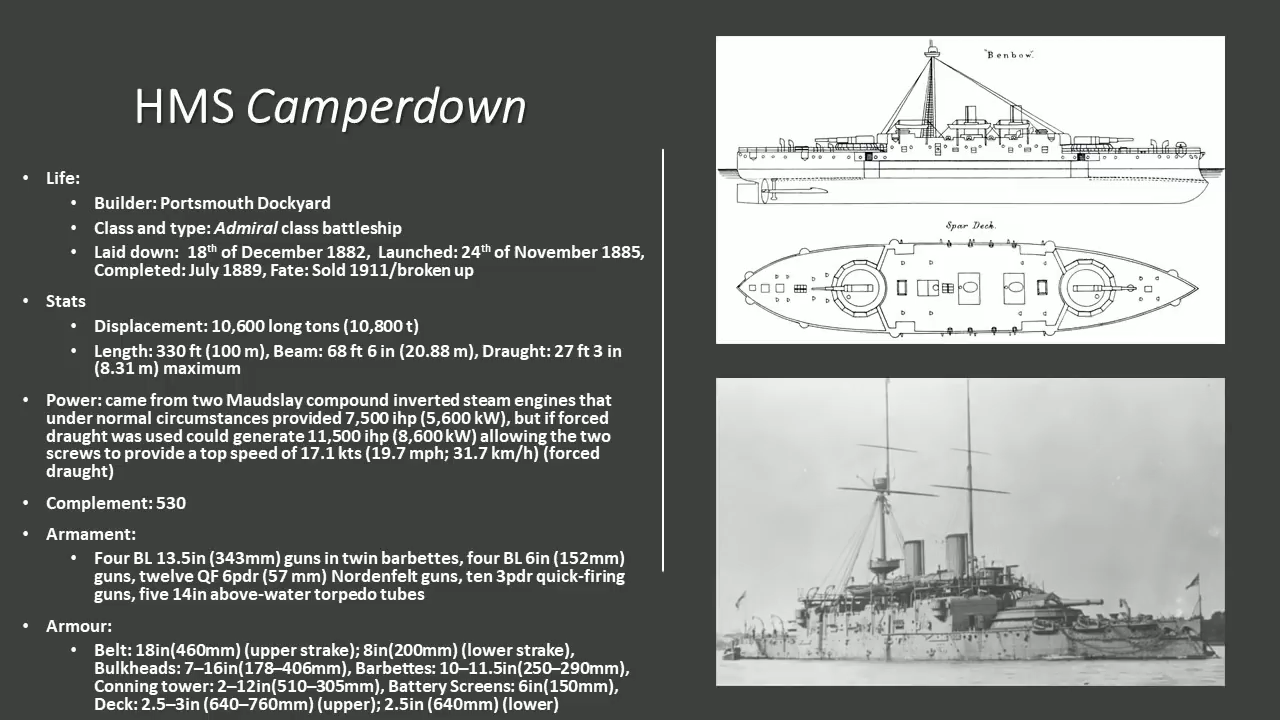 HMS Camperdown
• Life:
• Builder: Portsmouth Dockyard
• Class and type: Admiral class battleship
• Laid down: 18th of December 1882, Launched: 24th of November 1885,
Completed: July 1889, Fate: Sold 1911/broken up
• Stats
• Displacement: 10,600 long tons (10,800 t)
• Length: 330 ft (100 m), Beam: 68 ft 6 in (20.88 m), Draught: 27 ft 3 in
(8.31 m) maximum
• Power: came from two Maudslay compound inverted steam engines that
under normal circumstances provided 7,500 ihp (5,600 kW), but if forced
draught was used could generate 11,500 ihp (8,600 kW) allowing the two
screws to provide a top speed of 17.1 kts (19.7 mph; 31.7 km/h) (forced
draught)
• Complement: 530
• Armament:
• Four BL 13.5in (343mm) guns in twin barbettes, four BL 6in (152mm)
guns, twelve QF 6pdr (57 mm) Nordenfelt guns, ten 3pdr quick-firing
guns, five 14in above-water torpedo tubes
• Armour:
• Belt: 18in(460mm) (upper strake); 8in(200mm) (lower strake),
Bulkheads: 7–16in(178–406mm), Barbettes: 10–11.5in(250–290mm),
Conning tower: 2–12in(510–305mm), Battery Screens: 6in(150mm),
Deck: 2.5–3in (640–760mm) (upper); 2.5in (640mm) (lower)
"Benbow".
Spar Deck.